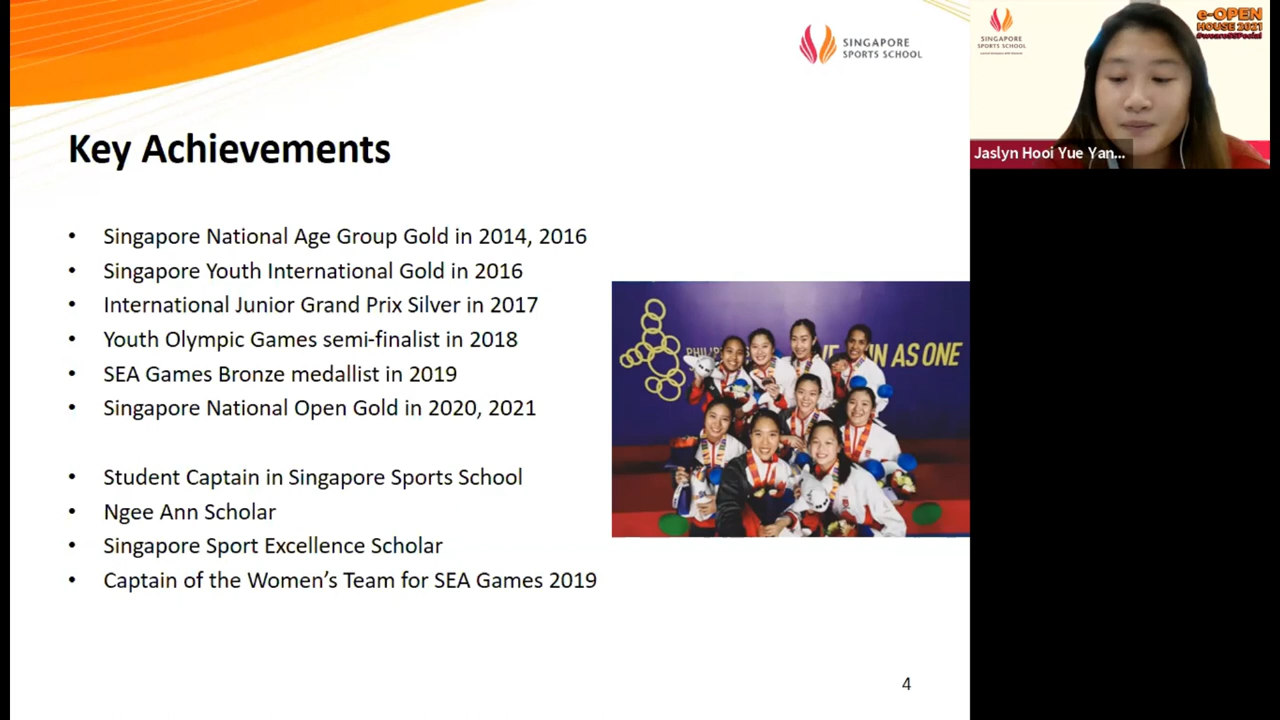 SINGAPORE
SPORTS SCHOOL
Key Achievements
• Singapore National Age Group Gold in 2014, 2016
• Singapore Youth International Gold in 2016
• International Junior Grand Prix Silver in 2017
• Youth Olympic Games semi-finalist in 2018
• SEA Games Bronze medallist in 2019
• Singapore National Open Gold in 2020, 2021
• Student Captain in Singapore Sports School
• Ngee Ann Scholar
• Singapore Sport Excellence Scholar
• Captain of the Women's Team for SEA Games 2019
IN AS ONE
4
SINGAPORE
SPORTS SCHOOL
e-OPEN
HOUSE 2021
Jaslyn Hooi Yue Yan...